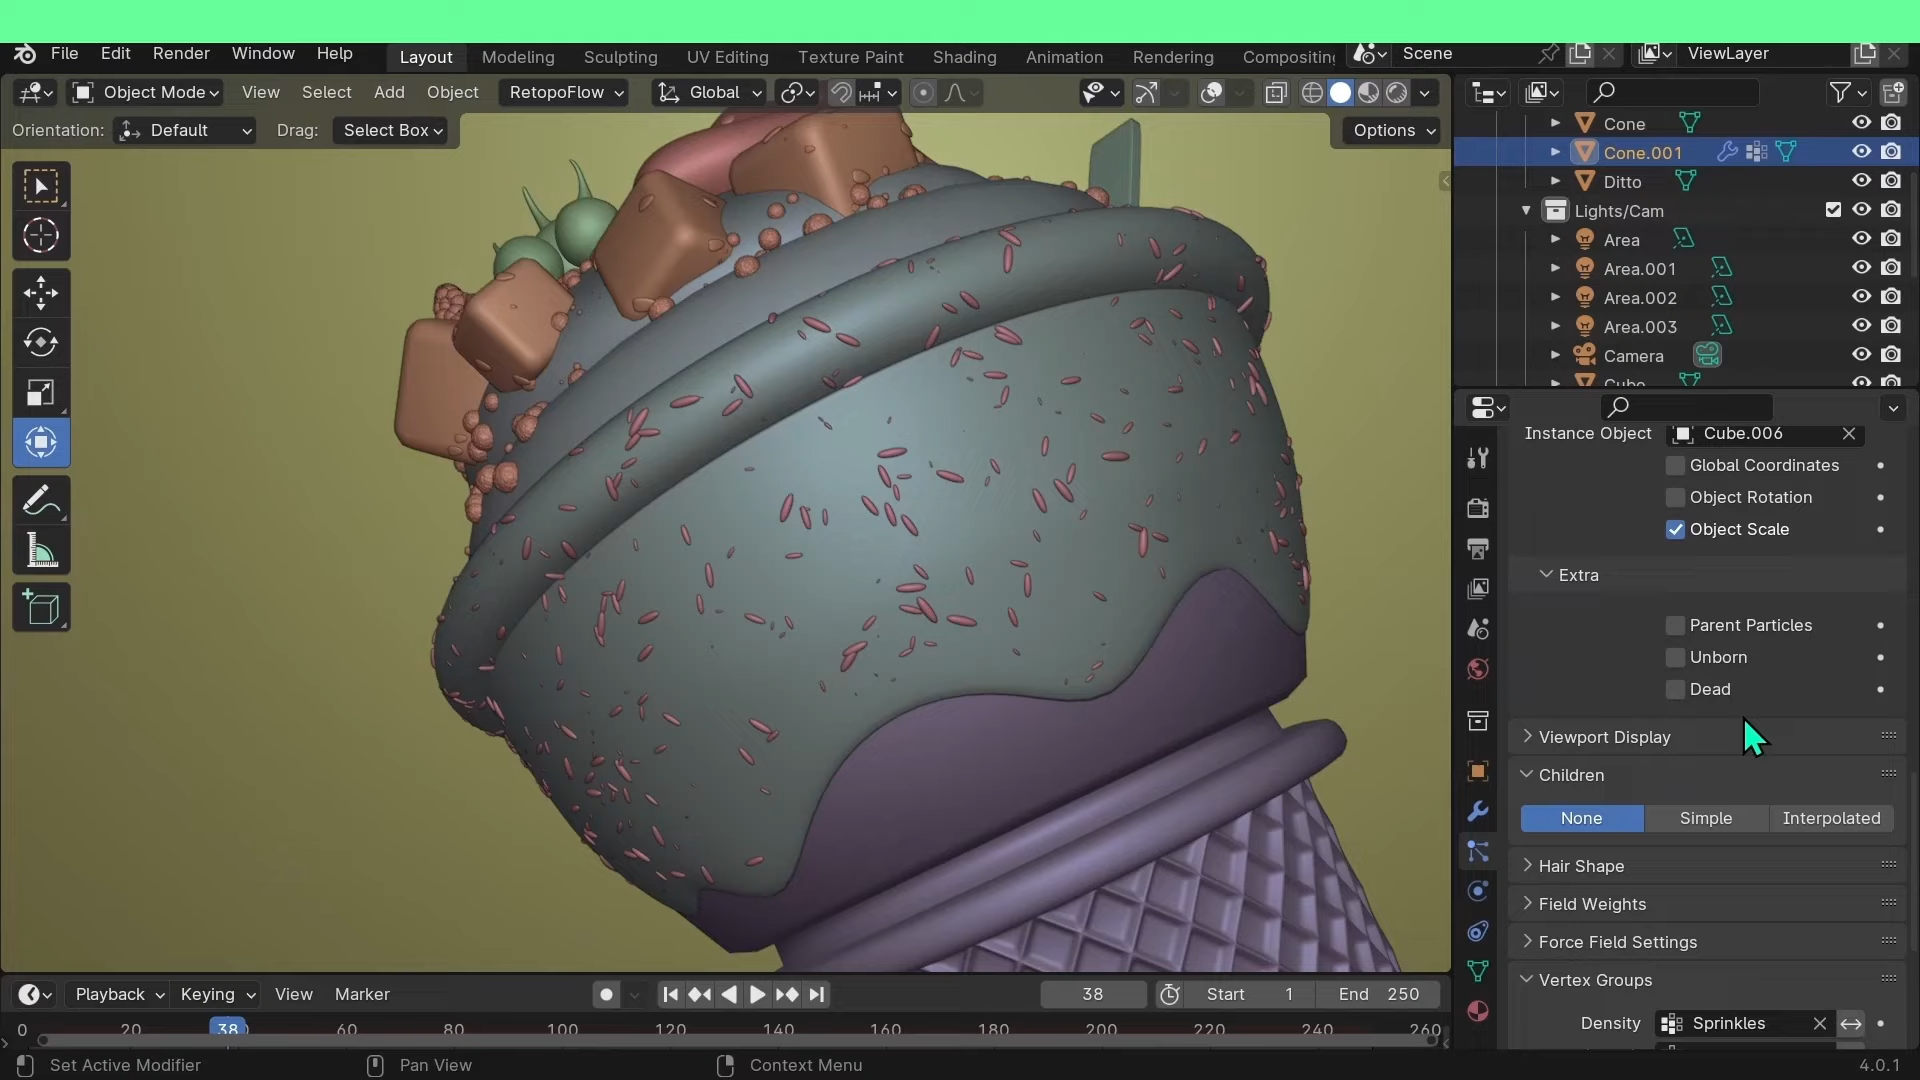 File Edit Render Window Help Layout Modeling Sculpting UV Editing Texture Paint Shading Animation Rendering Compositing Scene ViewLayer
Object Mode View Select Add Object RetopoFlow Global
Orientation: Default Drag: Select Box Options
Cone
Cone.001
Ditto
Lights/Cam
Area
Area.001
Area.002
Area.003
Camera
Cube
Instance Object Cube.006
Global Coordinates
Object Rotation
Object Scale
Extra
Parent Particles
Unborn
Dead
Viewport Display
Children
None Simple Interpolated
Hair Shape
Field Weights
Force Field Settings
Vertex Groups
Density Sprinkles
Playback Keying View Marker 38 Start 1 End 250
0 20 38 60 80 100 120 140 160 180 200 220 240 260
Set Active Modifier Pan View Context Menu 4.0.1